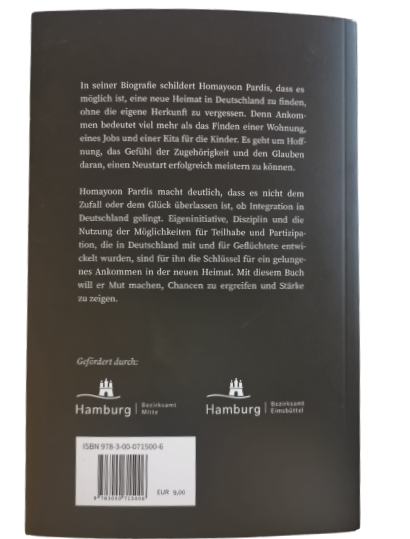 In seiner Biografie schildert Homayoon Pardis, dass es
möglich ist, eine neue Heimat in Deutschland zu finden,
ohne die eigene Herkunft zu vergessen. Denn Ankom-
men bedeutet viel mehr als das Finden einer Wohnung,
eines Jobs und einer Kita für die Kinder. Es geht um Hoff-
nung, das Gefühl der Zugehörigkeit und den Glauben
daran, einen Neustart erfolgreich meistern zu können.
Homayoon Pardis macht deutlich, dass es nicht dem
Zufall oder dem Glück überlassen ist, ob Integration in
Deutschland gelingt. Eigeninitiative, Disziplin und die
Nutzung der Möglichkeiten für Teilhabe und Partizipa-
tion, die in Deutschland mit und für Geflüchtete entwi-
ckelt wurden, sind für ihn die Schlüssel für ein gelunge-
nes Ankommen in der neuen Heimat. Mit diesem Buch
will er Mut machen, Chancen zu ergreifen und Stärke
zu zeigen.
Gefördert durch:
Hamburg | Bezirksamt
Mitte
Hamburg | Bezirksamt
Eimsbüttel
ISBN 978-3-00-071500-6
9 783000 715006
EUR 9,00